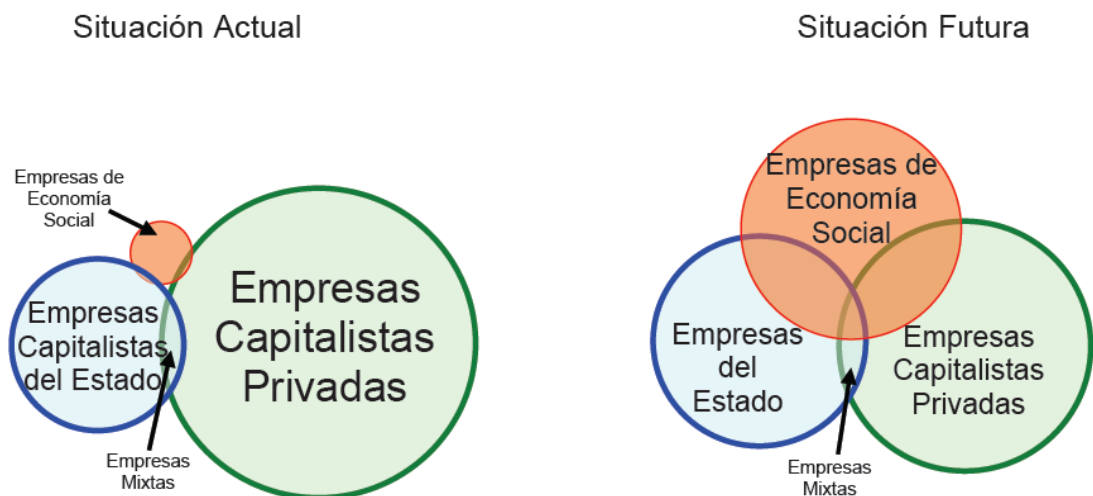 Situación Actual
Situación Futura
Empresas de
Economía
Social
Empresas
Capitalistas
del Estado
Empresas
Capitalistas
Privadas
Empresas
Mixtas
Empresas de
Economía
Social
Empresas
del
Estado
Empresas
Capitalistas
Privadas
Empresas
Mixtas